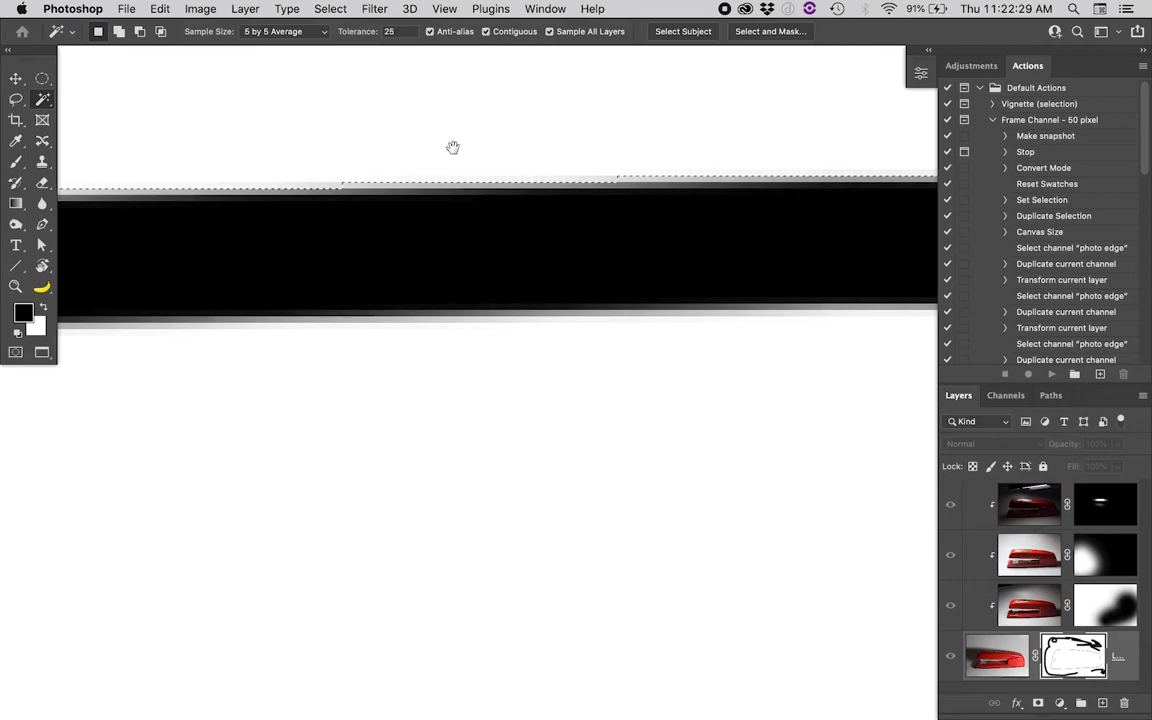 Photoshop File Edit Image Layer Type Select Filter 3D View Plugins Window Help 91% Thu 11:22:29 AM
Sample Size: 5 by 5 Average Tolerance: 25 Anti-alias Contiguous Sample All Layers Select Subject Select and Mask...
Adjustments Actions
Default Actions
Vignette (selection)
Frame Channel - 50 pixel
Make snapshot
Stop
Convert Mode
Reset Swatches
Set Selection
Duplicate Selection
Canvas Size
Select channel "photo edge"
Duplicate current channel
Transform current layer
Select channel "photo edge"
Duplicate current channel
Transform current layer
Select channel "photo edge"
Duplicate current channel
Layers Channels Paths
Kind
Normal Opacity: 100%
Lock: Fill: 100%
L...